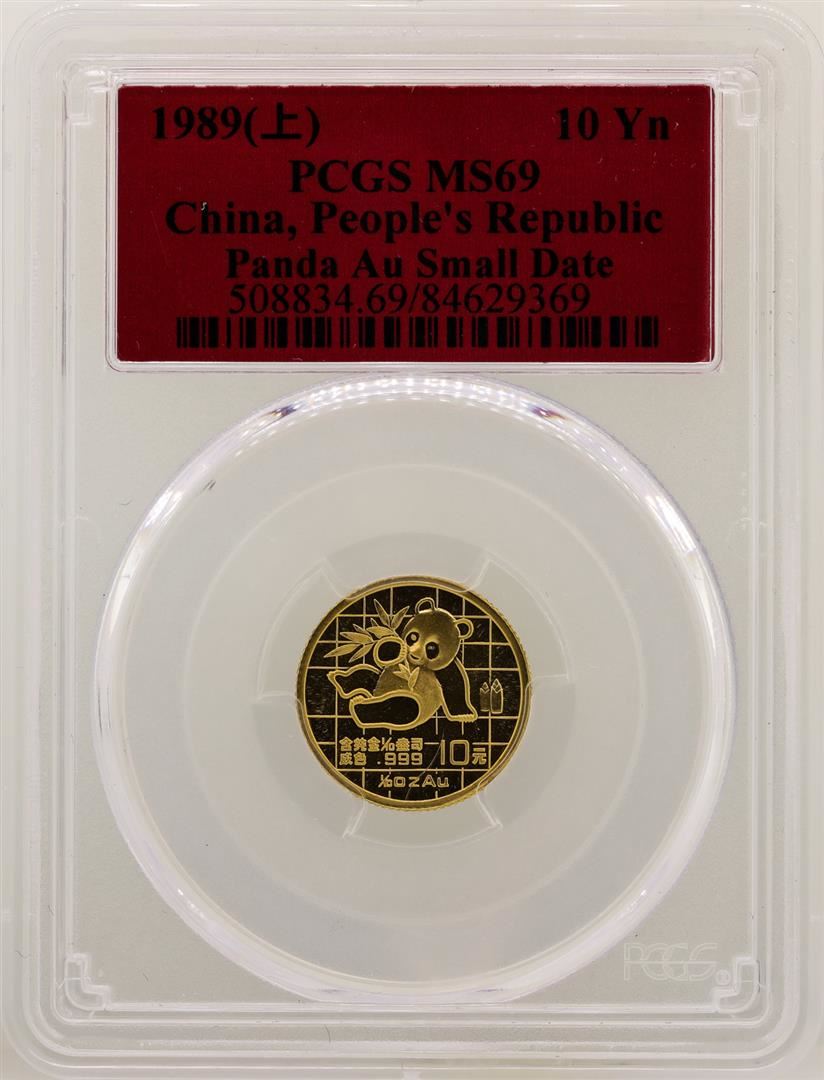 1989(上) 10 Yn
PCGS MS69
China, People's Republic
Panda Au Small Date
508834.69/84629369
含纯金1/10盎司
成色 .999 10元
1/10 oz Au
PCGS